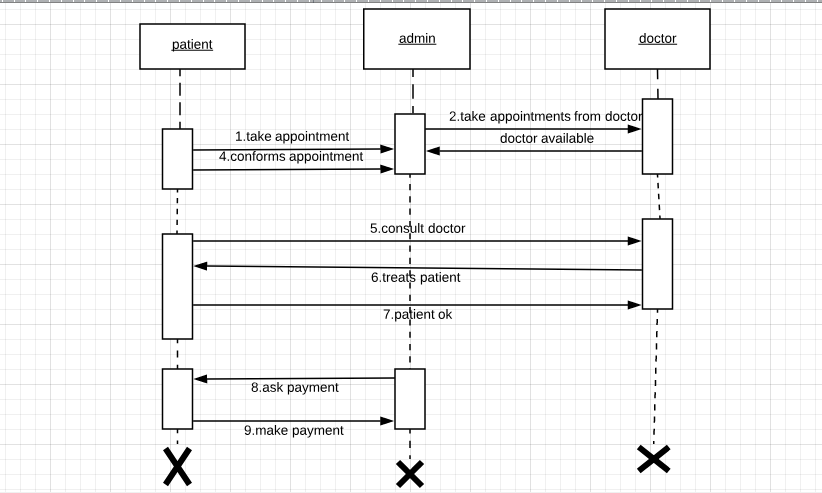 patient
admin
doctor
2.take appointments from doctor
1.take appointment
doctor available
4.conforms appointment
5.consult doctor
6.treats patient
7.patient ok
8.ask payment
9.make payment